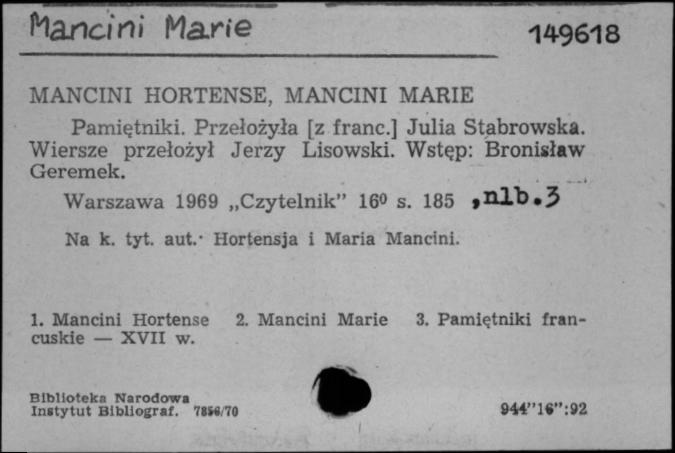 Mancini Marie
149618
MANCINI HORTENSE, MANCINI MARIE
Pamiętniki. Przełożyła [z franc.] Julia Stabrowska.
Wiersze przełożył Jerzy Lisowski. Wstęp: Bronisław
Geremek.
Warszawa 1969 „Czytelnik” 16⁰ s. 185 , nlb. 3
Na k. tyt. aut.· Hortensja i Maria Mancini.
1. Mancini Hortense 2. Mancini Marie 3. Pamiętniki fran-
cuskie — XVII w.
Biblioteka Narodowa
Instytut Bibliograf. 7856/70
944”16”:92